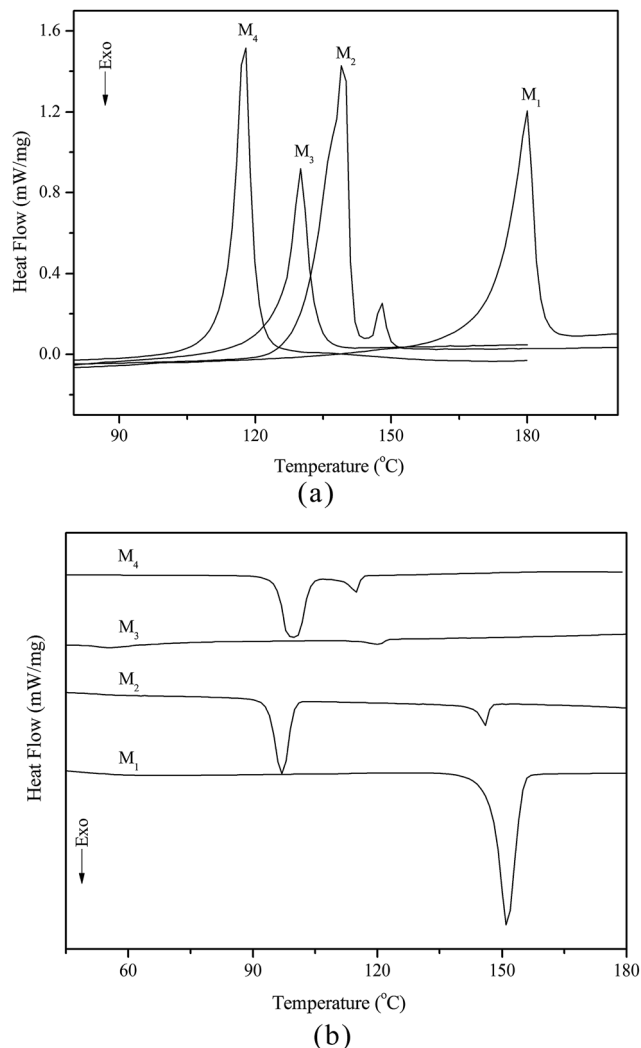 1.6
1.2
0.8
0.4
0.0
Heat Flow (mW/mg)
Exo
M4
M2
M1
M3
90 120 150 180
Temperature (°C)
(a)
Heat Flow (mW/mg)
M4
M3
M2
M1
Exo
60 90 120 150 180
Temperature (°C)
(b)